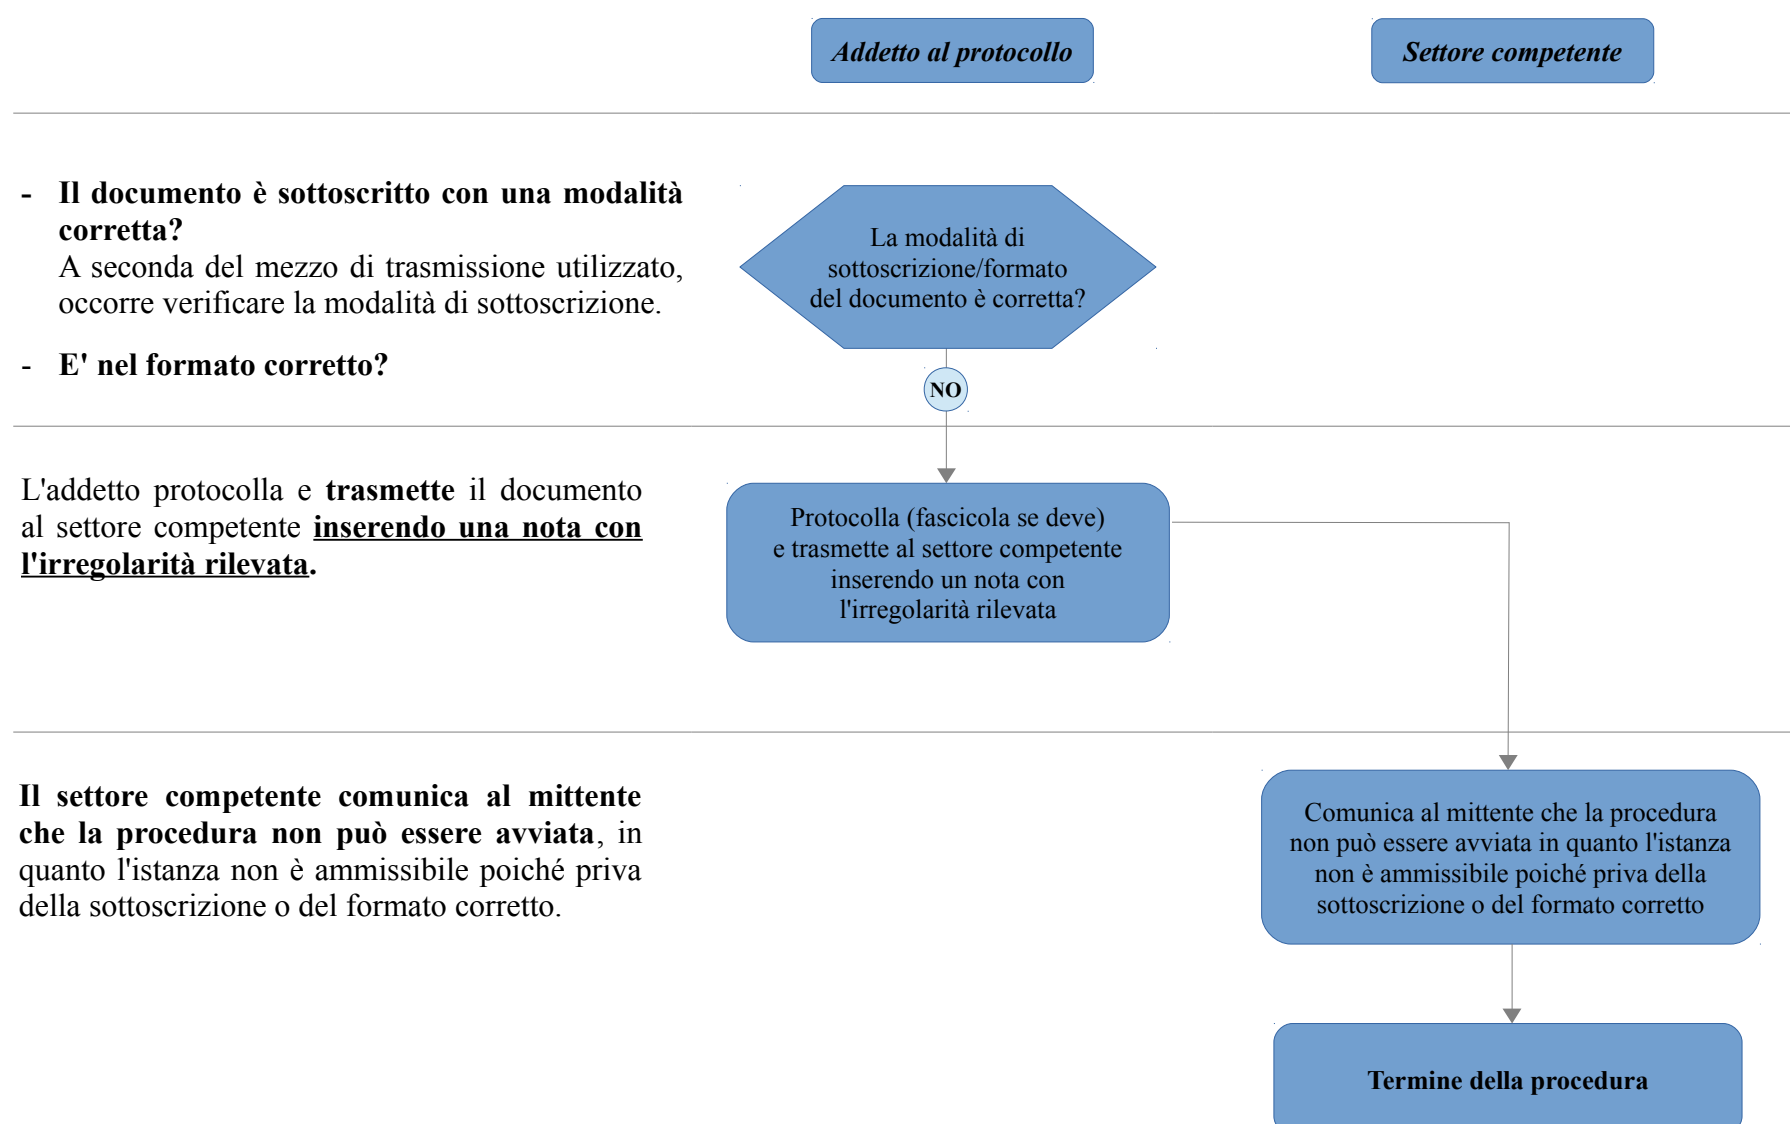 Addetto al protocollo
Settore competente
- Il documento è sottoscritto con una modalità
corretta?
A seconda del mezzo di trasmissione utilizzato,
occorre verificare la modalità di sottoscrizione.
- E' nel formato corretto?
La modalità di
sottoscrizione/formato
del documento è corretta?
NO
L'addetto protocolla e trasmette il documento
al settore competente inserendo una nota con
l'irregolarità rilevata.
Protocolla (fascicola se deve)
e trasmette al settore competente
inserendo un nota con
l'irregolarità rilevata
Il settore competente comunica al mittente
che la procedura non può essere avviata, in
quanto l'istanza non è ammissibile poiché priva
della sottoscrizione o del formato corretto.
Comunica al mittente che la procedura
non può essere avviata in quanto l'istanza
non è ammissibile poiché priva della
sottoscrizione o del formato corretto
Termine della procedura